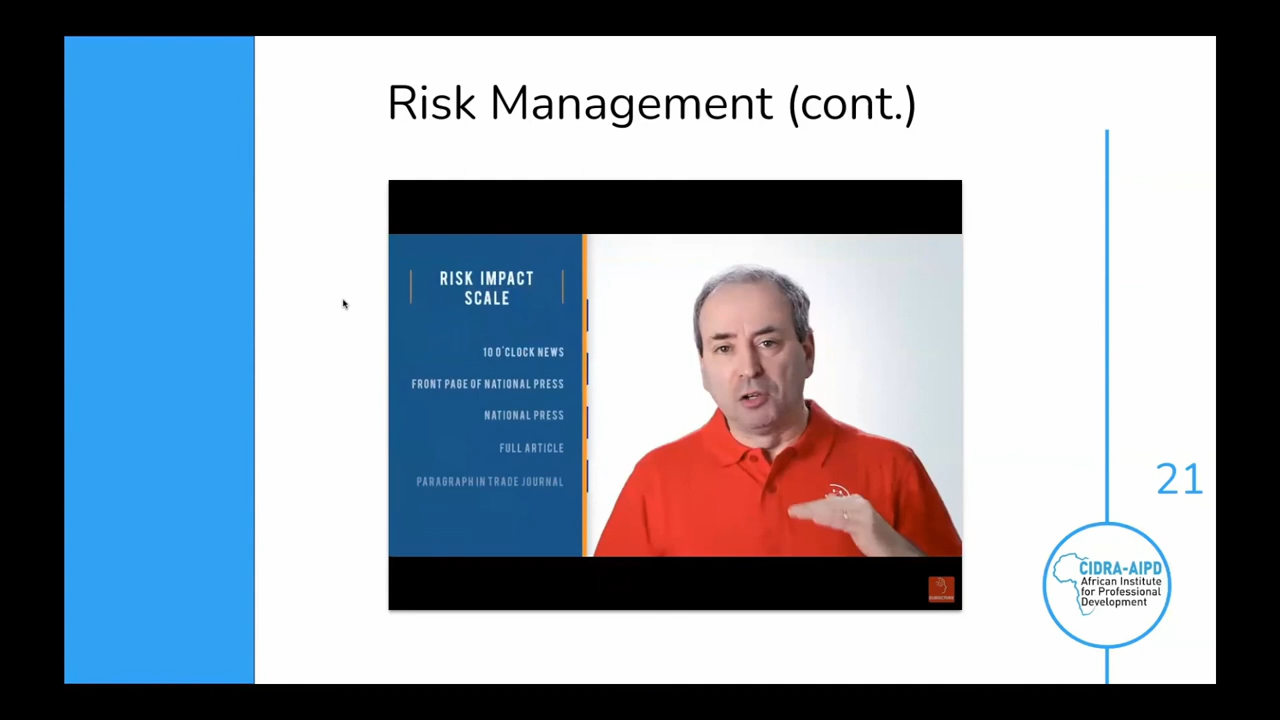 Risk Management (cont.)
RISK IMPACT
SCALE
10 O'CLOCK NEWS
FRONT PAGE OF NATIONAL PRESS
NATIONAL PRESS
FULL ARTICLE
PARAGRAPH IN TRADE JOURNAL
SUBSCRIBE
21
CIDRA-AIPD
African Institute
for Professional
Development